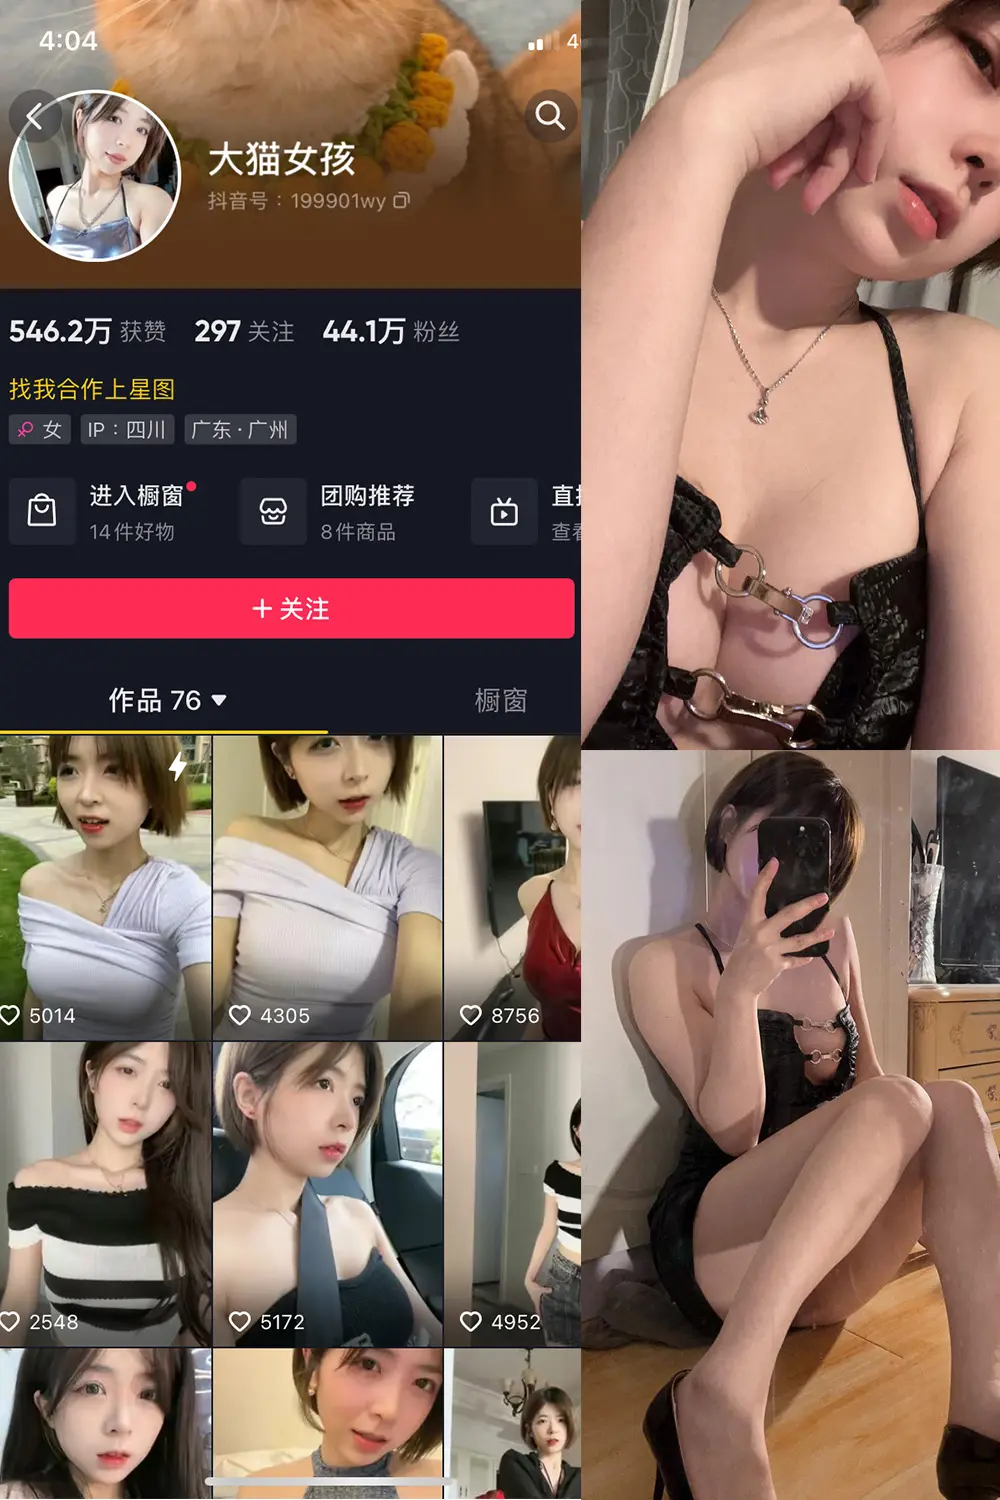 4:04
4
大猫女孩
抖音号：199901wy
546.2万 获赞 297 关注 44.1万 粉丝
找我合作上星图
女 IP：四川 广东·广州
进入橱窗
14件好物
团购推荐
8件商品
直
查
+ 关注
作品 76
橱窗
5014
4305
8756
2548
5172
4952